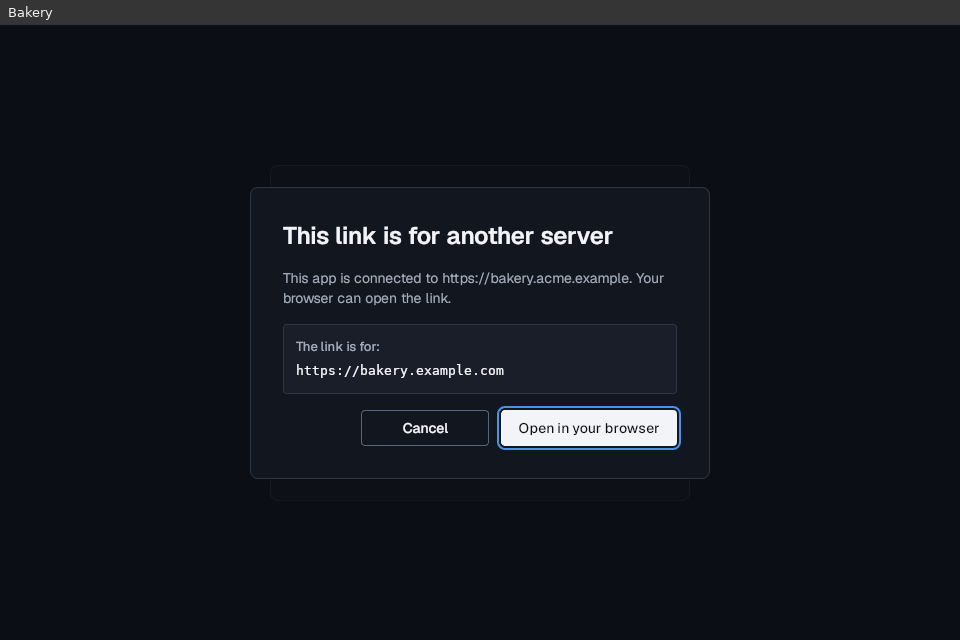 Bakery
This link is for another server
This app is connected to https://bakery.acme.example. Your
browser can open the link.
The link is for:
https://bakery.example.com
Cancel
Open in your browser